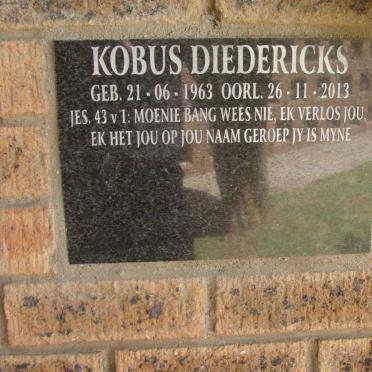 KOBUS DIEDERICKS
GEB. 21 · 06 · 1963 OORL. 26 · 11 · 2013
JES. 43 v 1: MOENIE BANG WEES NIE, EK VERLOS JOU,
EK HET JOU OP JOU NAAM GEROEP JY IS MYNE